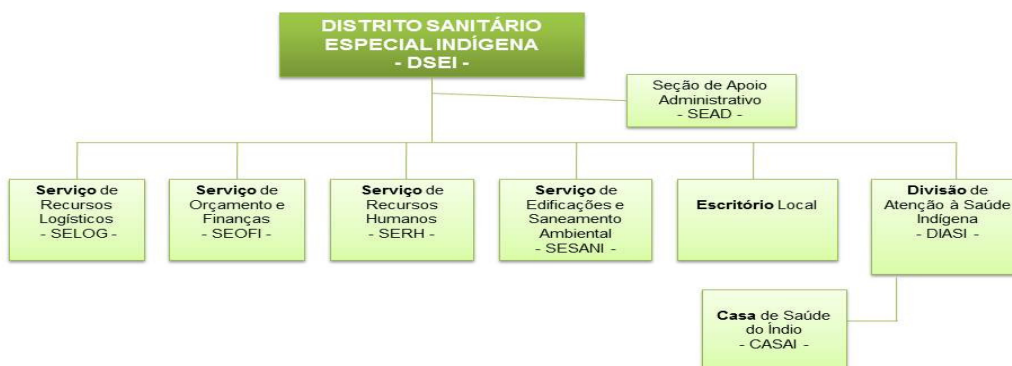 DISTRITO SANITÁRIO
ESPECIAL INDÍGENA
- DSEI -
Seção de Apoio
Administrativo
- SEAD -
Serviço de
Recursos
Logísticos
- SELOG -
Serviço de
Orçamento e
Finanças
- SEOFI -
Serviço de
Recursos
Humanos
- SERH -
Serviço de
Edificações e
Saneamento
Ambiental
- SESANI -
Escritório Local
Divisão de
Atenção à Saúde
Indígena
- DIASI -
Casa de Saúde
do Índio
- CASAI -